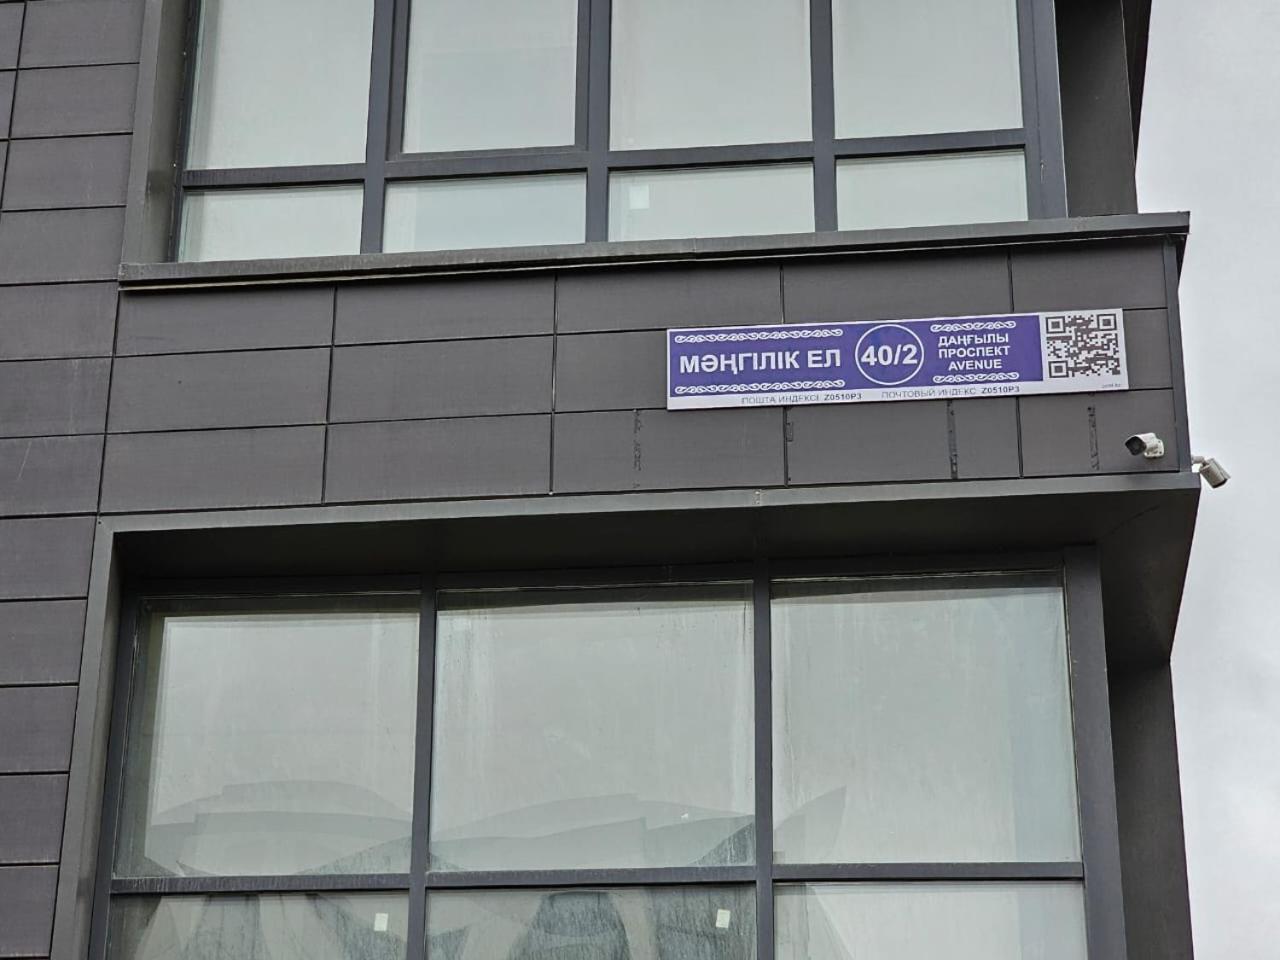 МӘҢГІЛІК ЕЛ
40/2
ДАҢҒЫЛЫ
ПРОСПЕКТ
AVENUE
ПОШТА ИНДЕКСІ Z0510P3 ПОЧТОВЫЙ ИНДЕКС Z0510P3